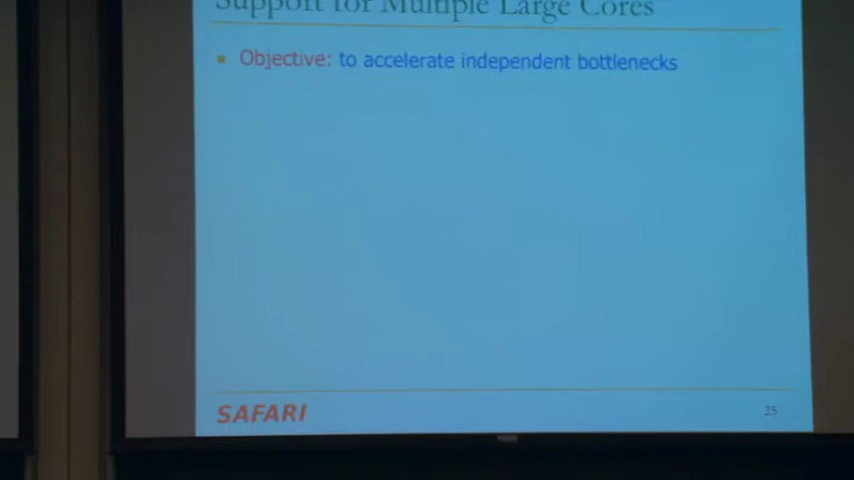 Support for Multiple Large Cores
Objective: to accelerate independent bottlenecks
SAFARI
25